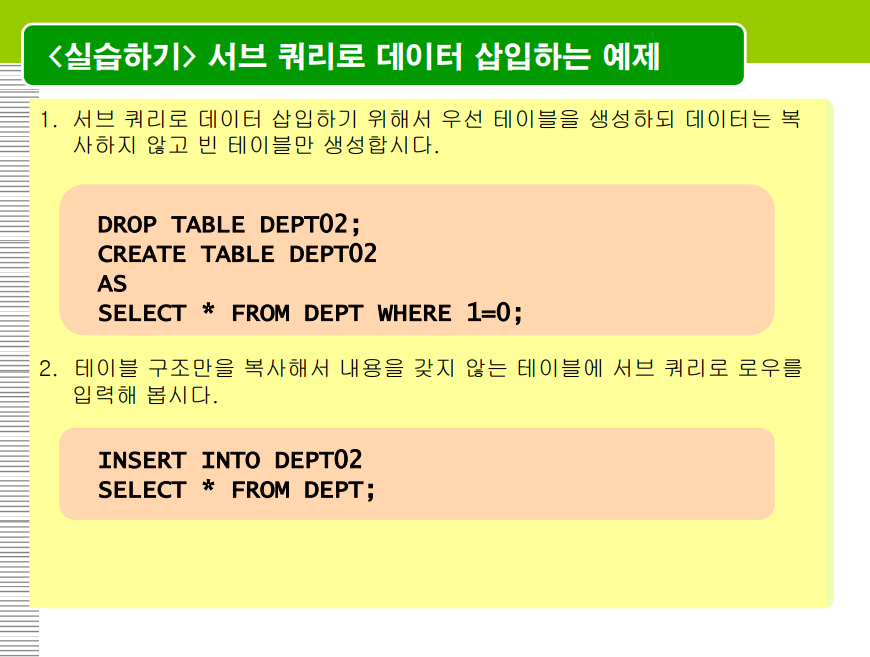 <실습하기> 서브 쿼리로 데이터 삽입하는 예제
1. 서브 쿼리로 데이터 삽입하기 위해서 우선 테이블을 생성하되 데이터는 복
사하지 않고 빈 테이블만 생성합시다.
DROP TABLE DEPT02;
CREATE TABLE DEPT02
AS
SELECT * FROM DEPT WHERE 1=0;
2. 테이블 구조만을 복사해서 내용을 갖지 않는 테이블에 서브 쿼리로 로우를
입력해 봅시다.
INSERT INTO DEPT02
SELECT * FROM DEPT;